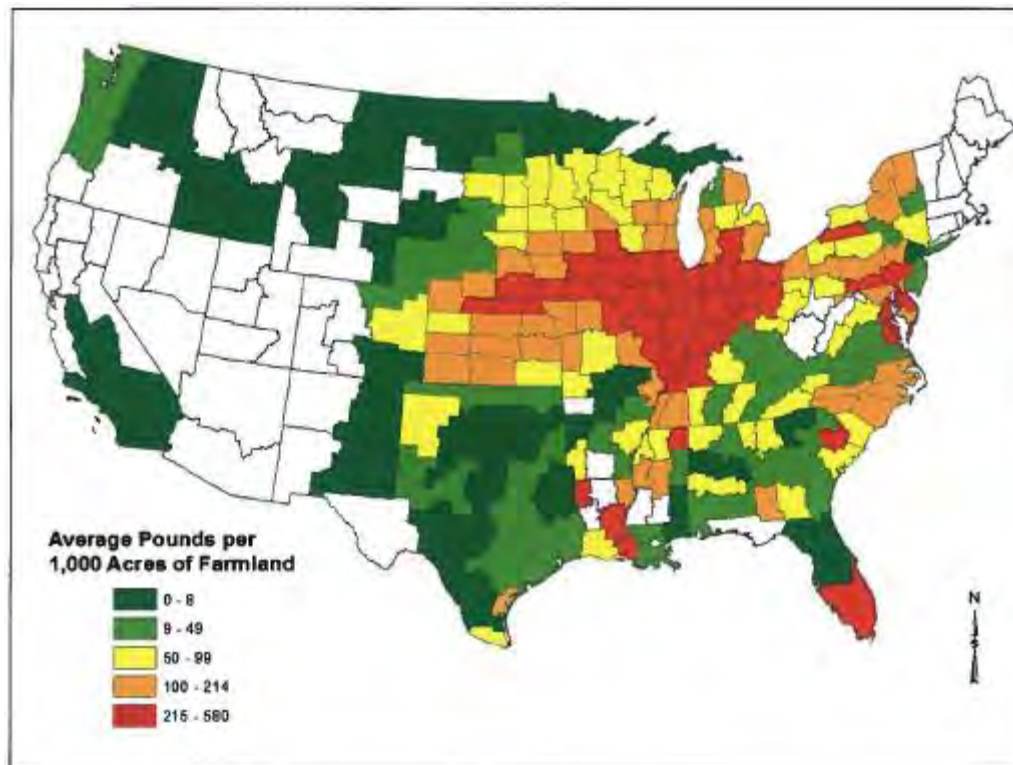 Average Pounds per
1,000 Acres of Farmland
0 - 8
9 - 49
50 - 99
100 - 214
215 - 580
N